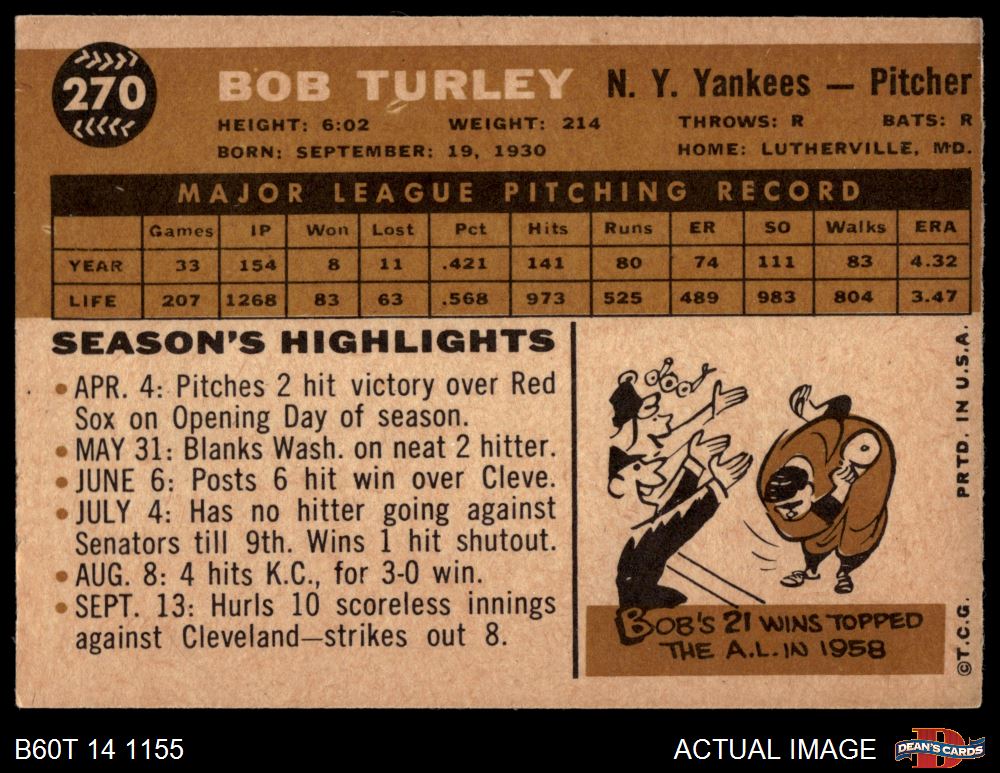 270
BOB TURLEY N. Y. Yankees — Pitcher
HEIGHT: 6:02 WEIGHT: 214 THROWS: R BATS: R
BORN: SEPTEMBER: 19, 1930 HOME: LUTHERVILLE, MD.
MAJOR LEAGUE PITCHING RECORD
Games IP Won Lost Pct Hits Runs ER SO Walks ERA
YEAR 33 154 8 11 .421 141 80 74 111 83 4.32
LIFE 207 1268 83 63 .568 973 525 489 983 804 3.47
SEASON'S HIGHLIGHTS
• APR. 4: Pitches 2 hit victory over Red
Sox on Opening Day of season.
• MAY 31: Blanks Wash. on neat 2 hitter.
• JUNE 6: Posts 6 hit win over Cleve.
• JULY 4: Has no hitter going against
Senators till 9th. Wins 1 hit shutout.
• AUG. 8: 4 hits K.C., for 3-0 win.
• SEPT. 13: Hurls 10 scoreless innings
against Cleveland—strikes out 8.
BOB'S 21 WINS TOPPED
THE A.L. IN 1958
©T.C.G. PRTD. IN U.S.A.
B60T 14 1155 ACTUAL IMAGE
D
DEAN'S CARDS